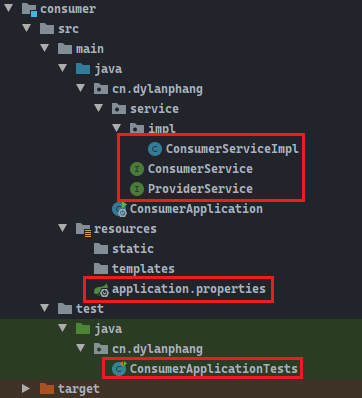 consumer
src
main
java
cn.dylanphang
service
impl
ConsumerServiceImpl
ConsumerService
ProviderService
ConsumerApplication
resources
static
templates
application.properties
test
java
cn.dylanphang
ConsumerApplicationTests
target